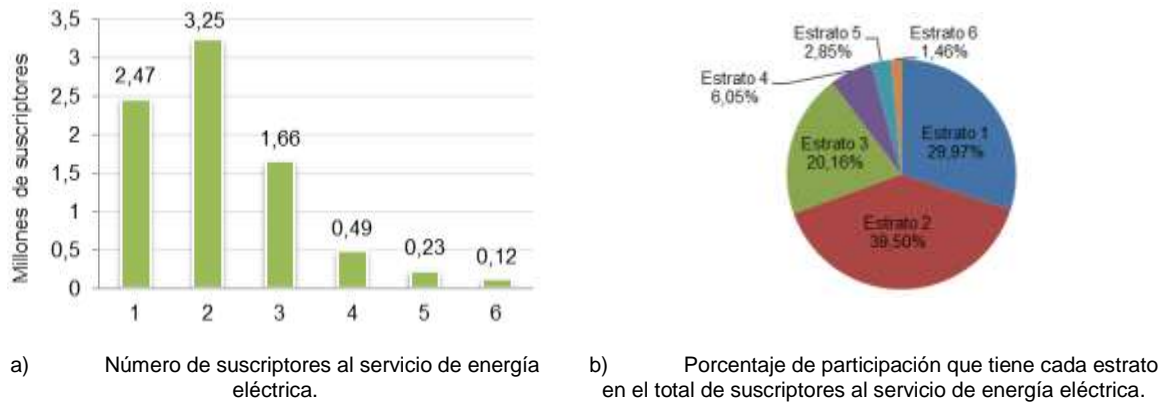 Millones de suscriptores
3,5
3
2,5
2
1,5
1
0,5
0
2,47
3,25
1,66
0,49
0,23
0,12
1 2 3 4 5 6
Estrato 5
2,85%
Estrato 6
1,46%
Estrato 4
6,05%
Estrato 3
20,16%
Estrato 1
29,97%
Estrato 2
39,50%
a) Número de suscriptores al servicio de energía
eléctrica.
b) Porcentaje de participación que tiene cada estrato
en el total de suscriptores al servicio de energía eléctrica.